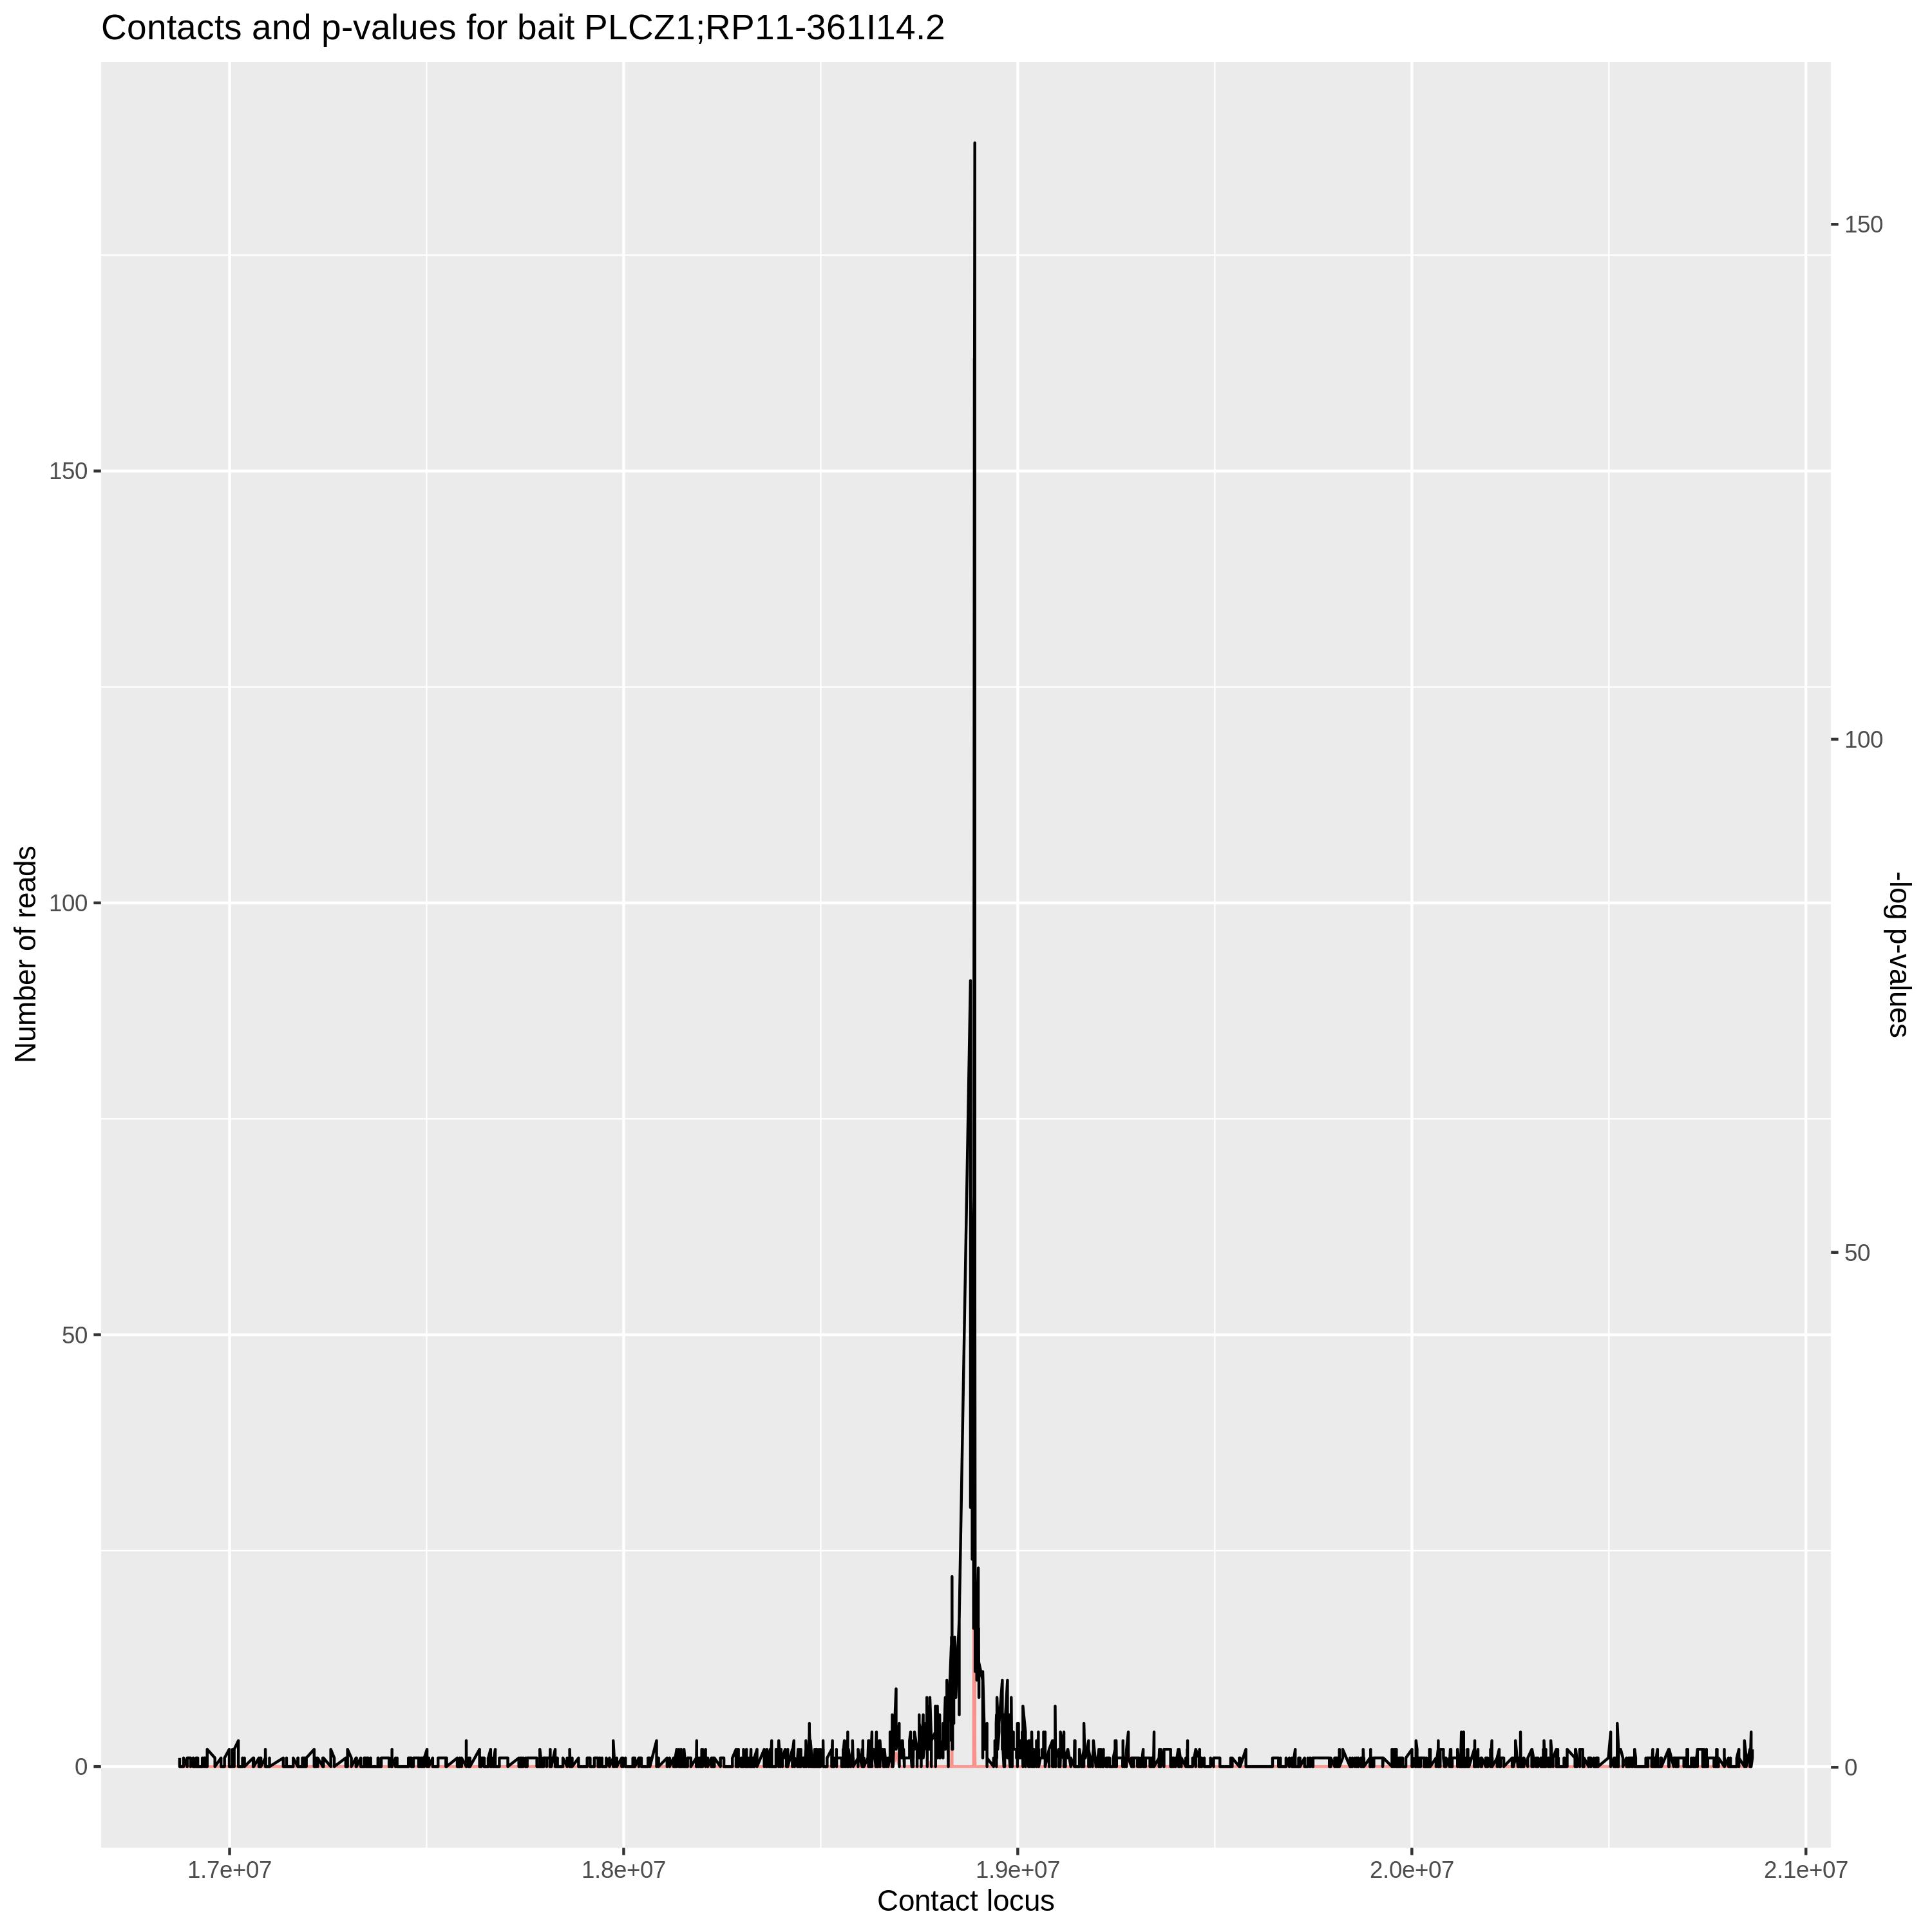 Contacts and p-values for bait PLCZ1;RP11-361I14.2
150
100
50
0
Number of reads
150
100
50
0
-log p-values
1.7e+07 1.8e+07 1.9e+07 2.0e+07 2.1e+07
Contact locus